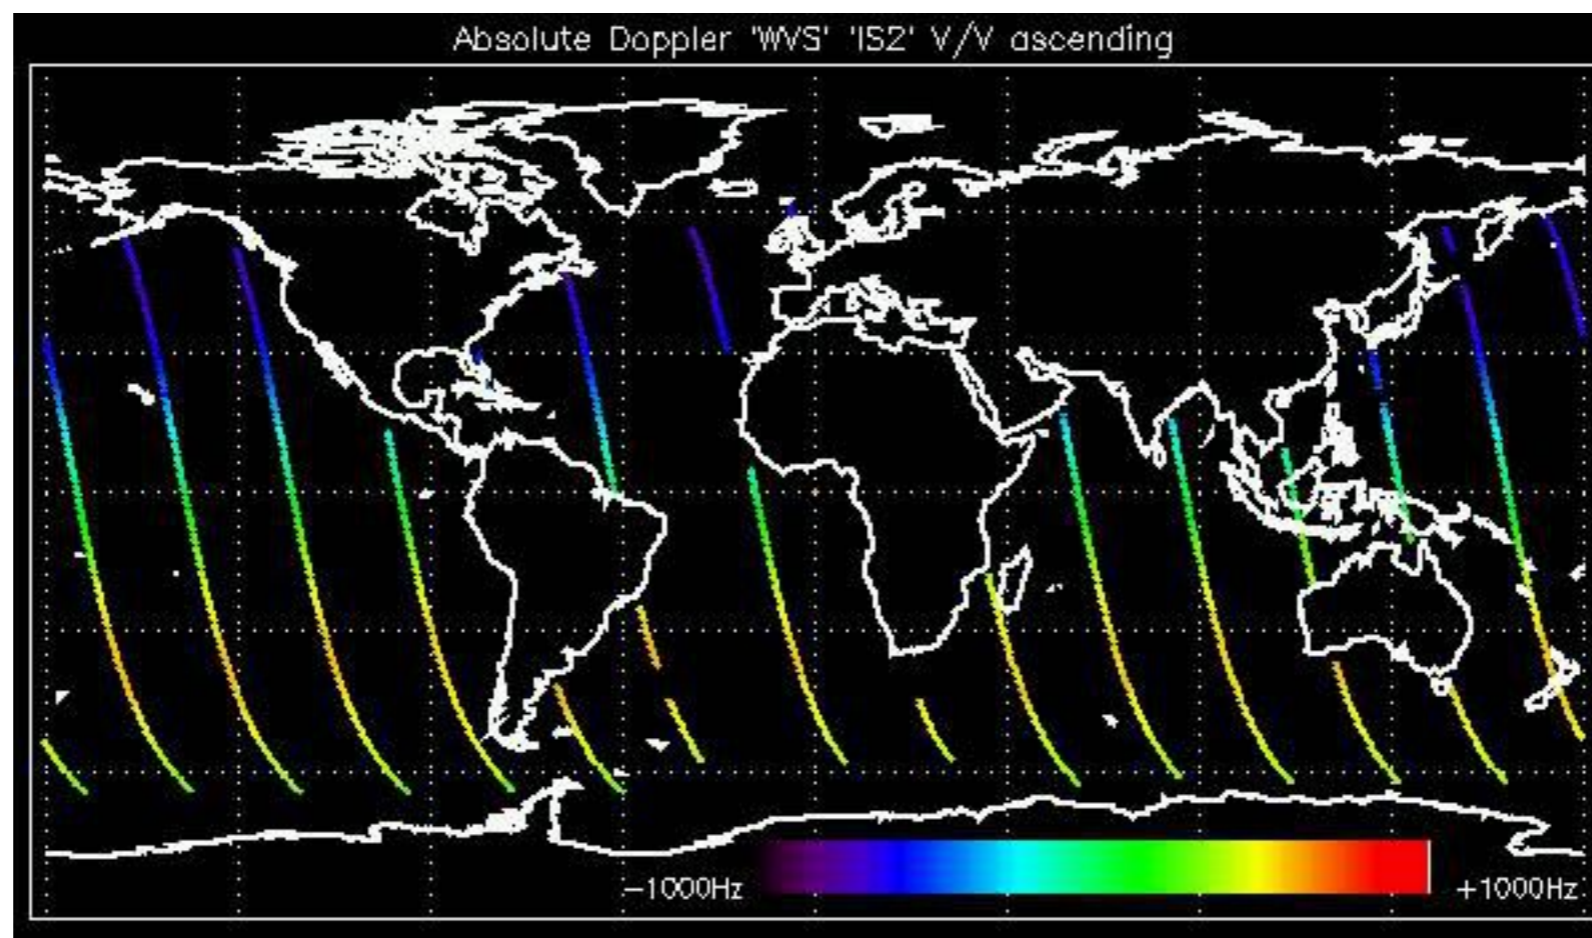 Absolute Doppler 'WVS' 'IS2' V/V ascending
−1000Hz +1000Hz